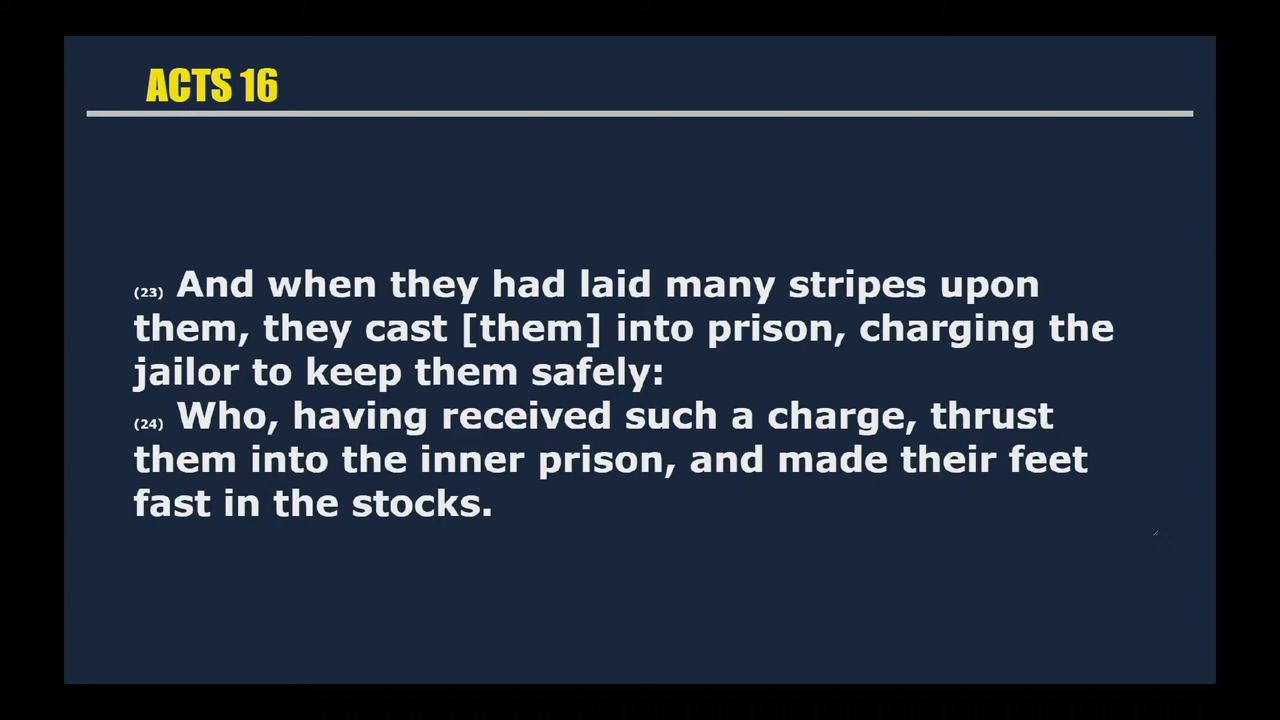 ACTS 16
(23) And when they had laid many stripes upon
them, they cast [them] into prison, charging the
jailor to keep them safely:
(24) Who, having received such a charge, thrust
them into the inner prison, and made their feet
fast in the stocks.